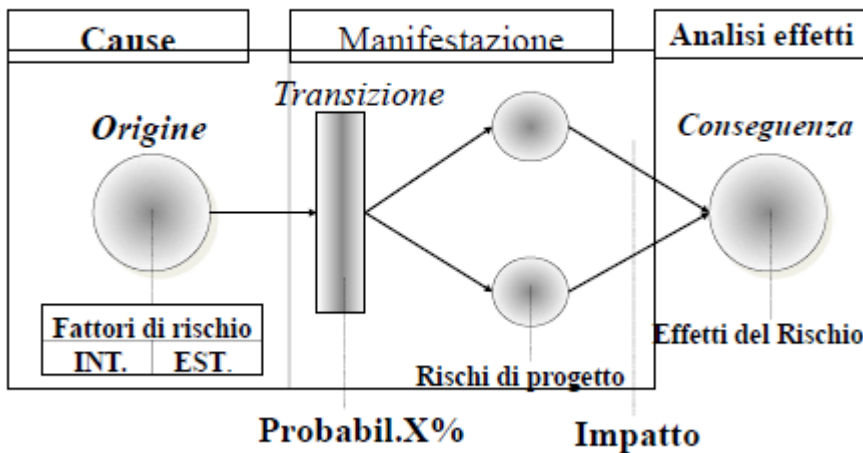 Cause
Manifestazione
Analisi effetti
Origine
Transizione
Conseguenza
Fattori di rischio
INT.
EST.
Rischi di progetto
Effetti del Rischio
Probabil.X%
Impatto